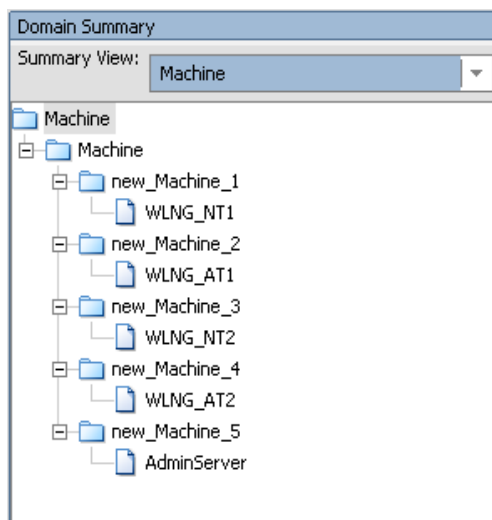 Domain Summary
Summary View: Machine
Machine
Machine
new_Machine_1
WLNG_NT1
new_Machine_2
WLNG_AT1
new_Machine_3
WLNG_NT2
new_Machine_4
WLNG_AT2
new_Machine_5
AdminServer